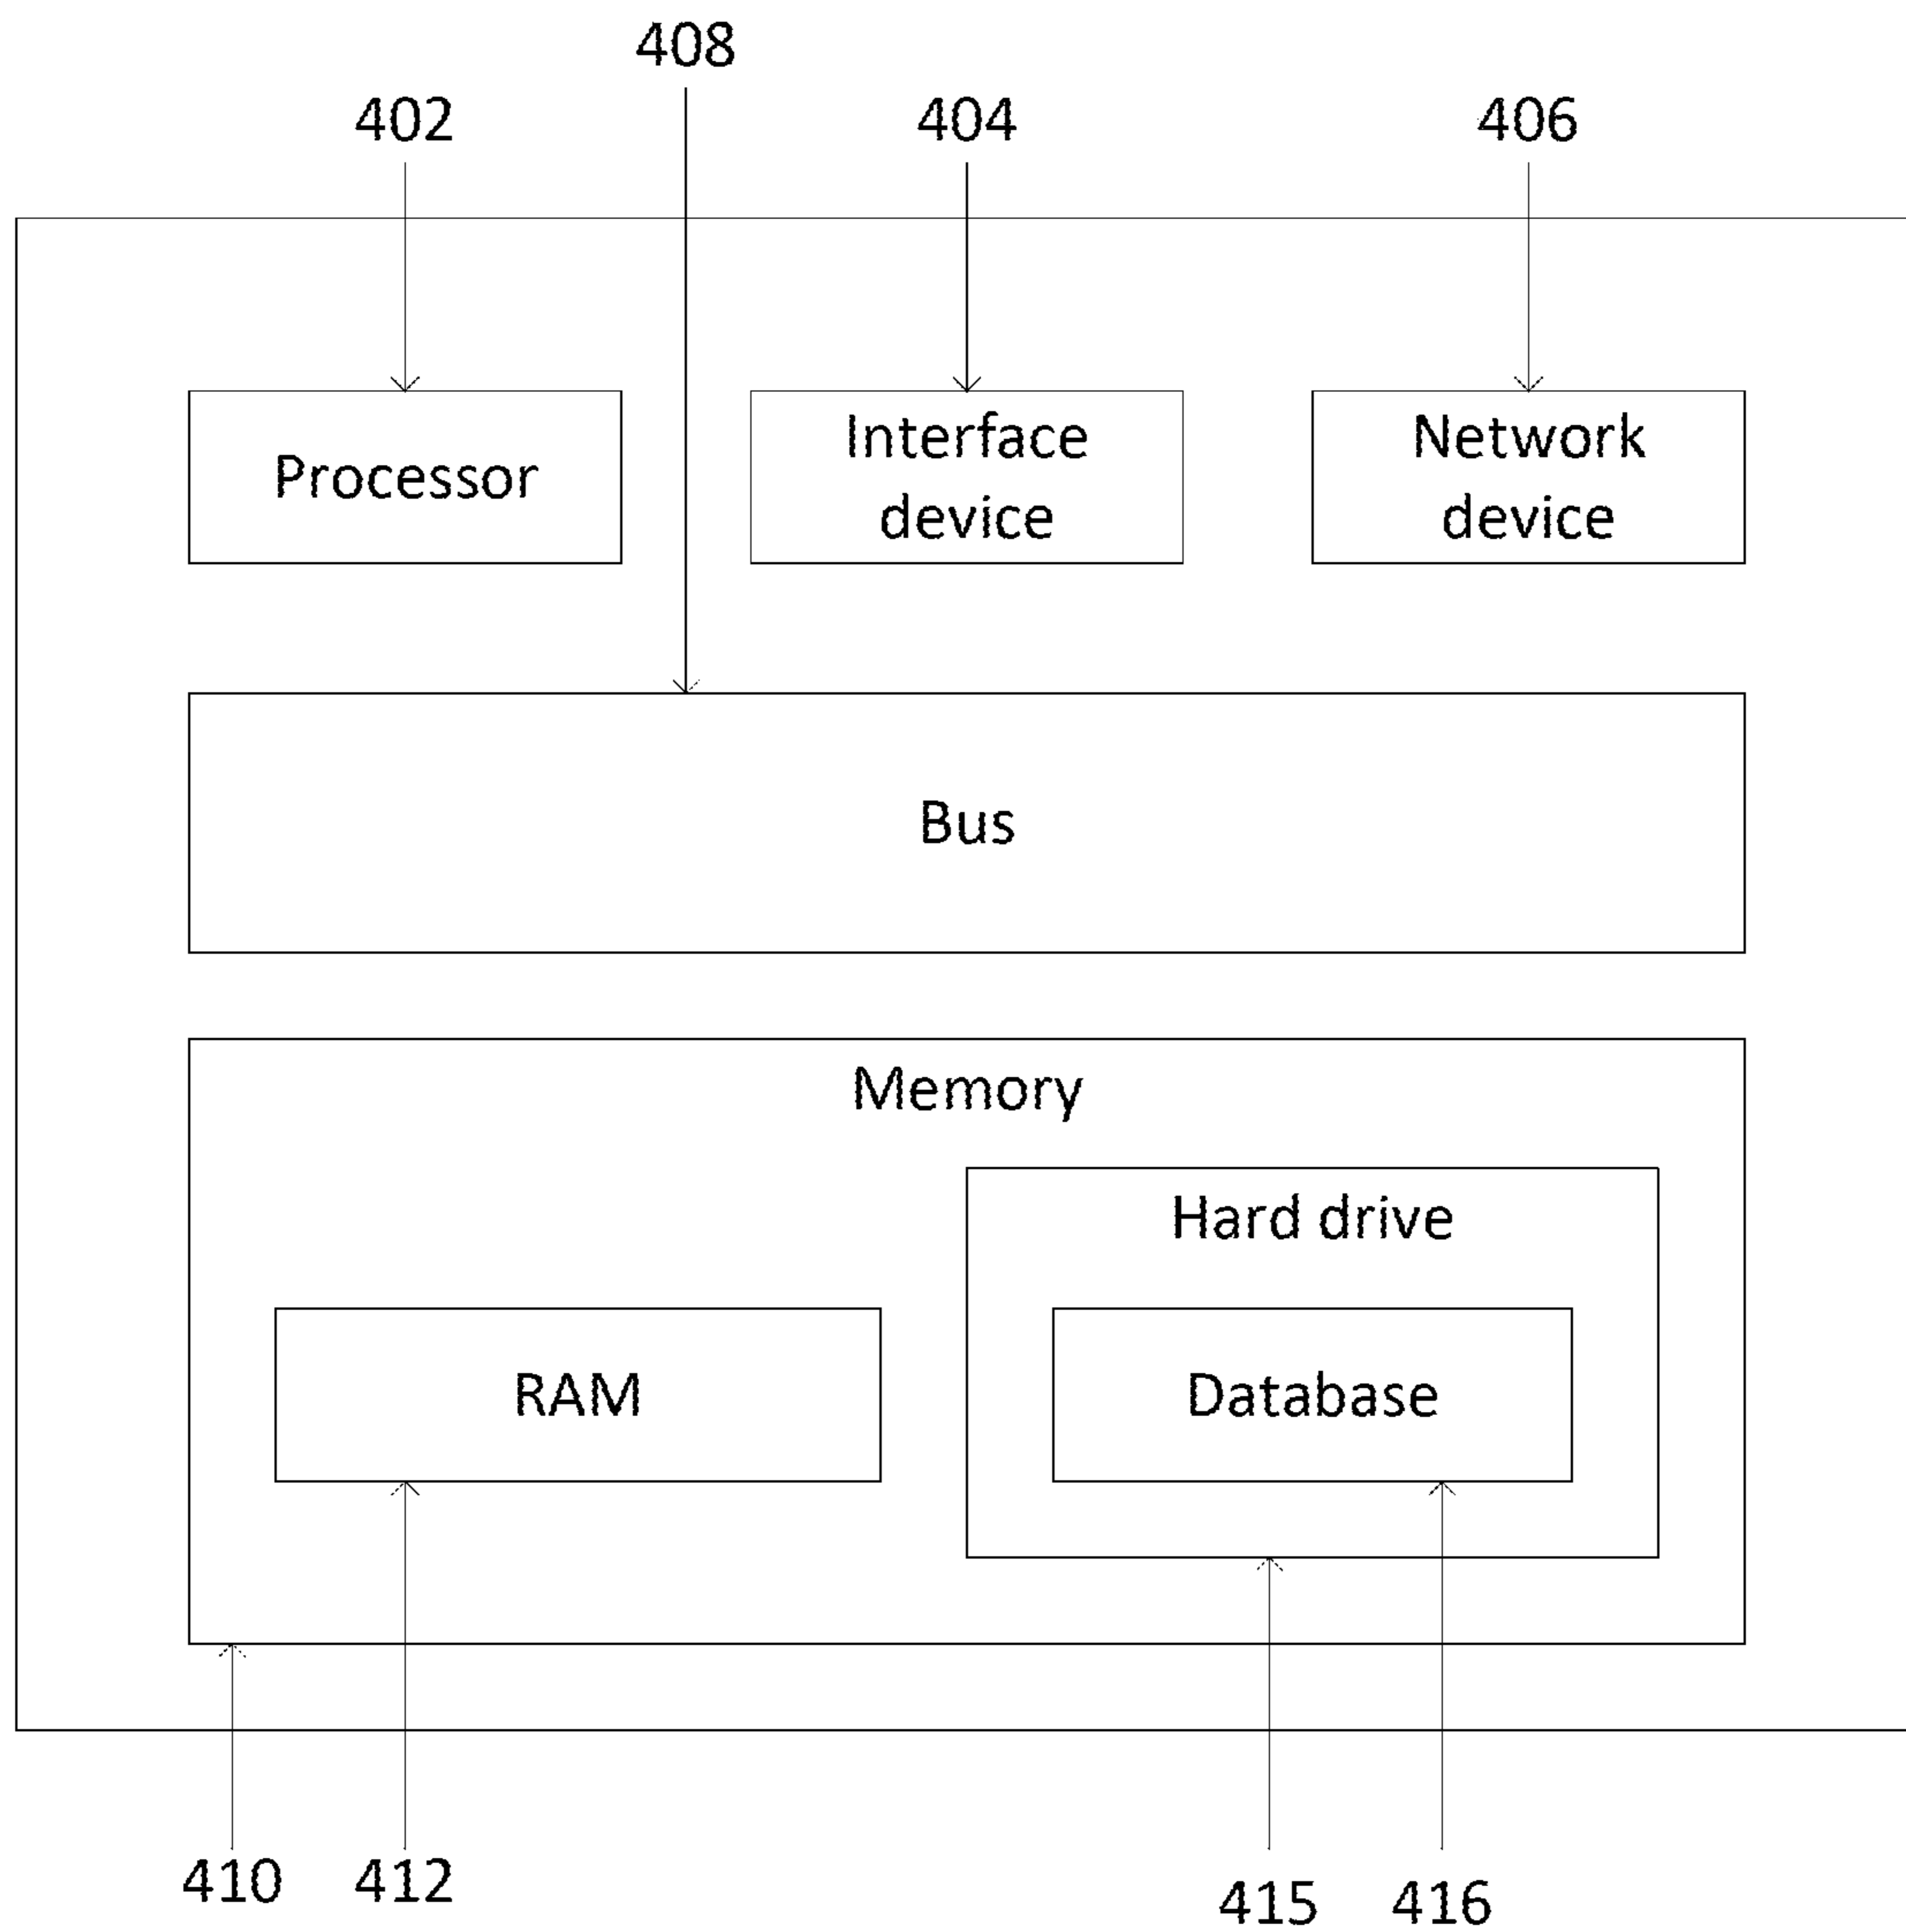 408
402
404
406
Processor
Interface
device
Network
device
Bus
Memory
Hard drive
RAM
Database
410
412
415
416